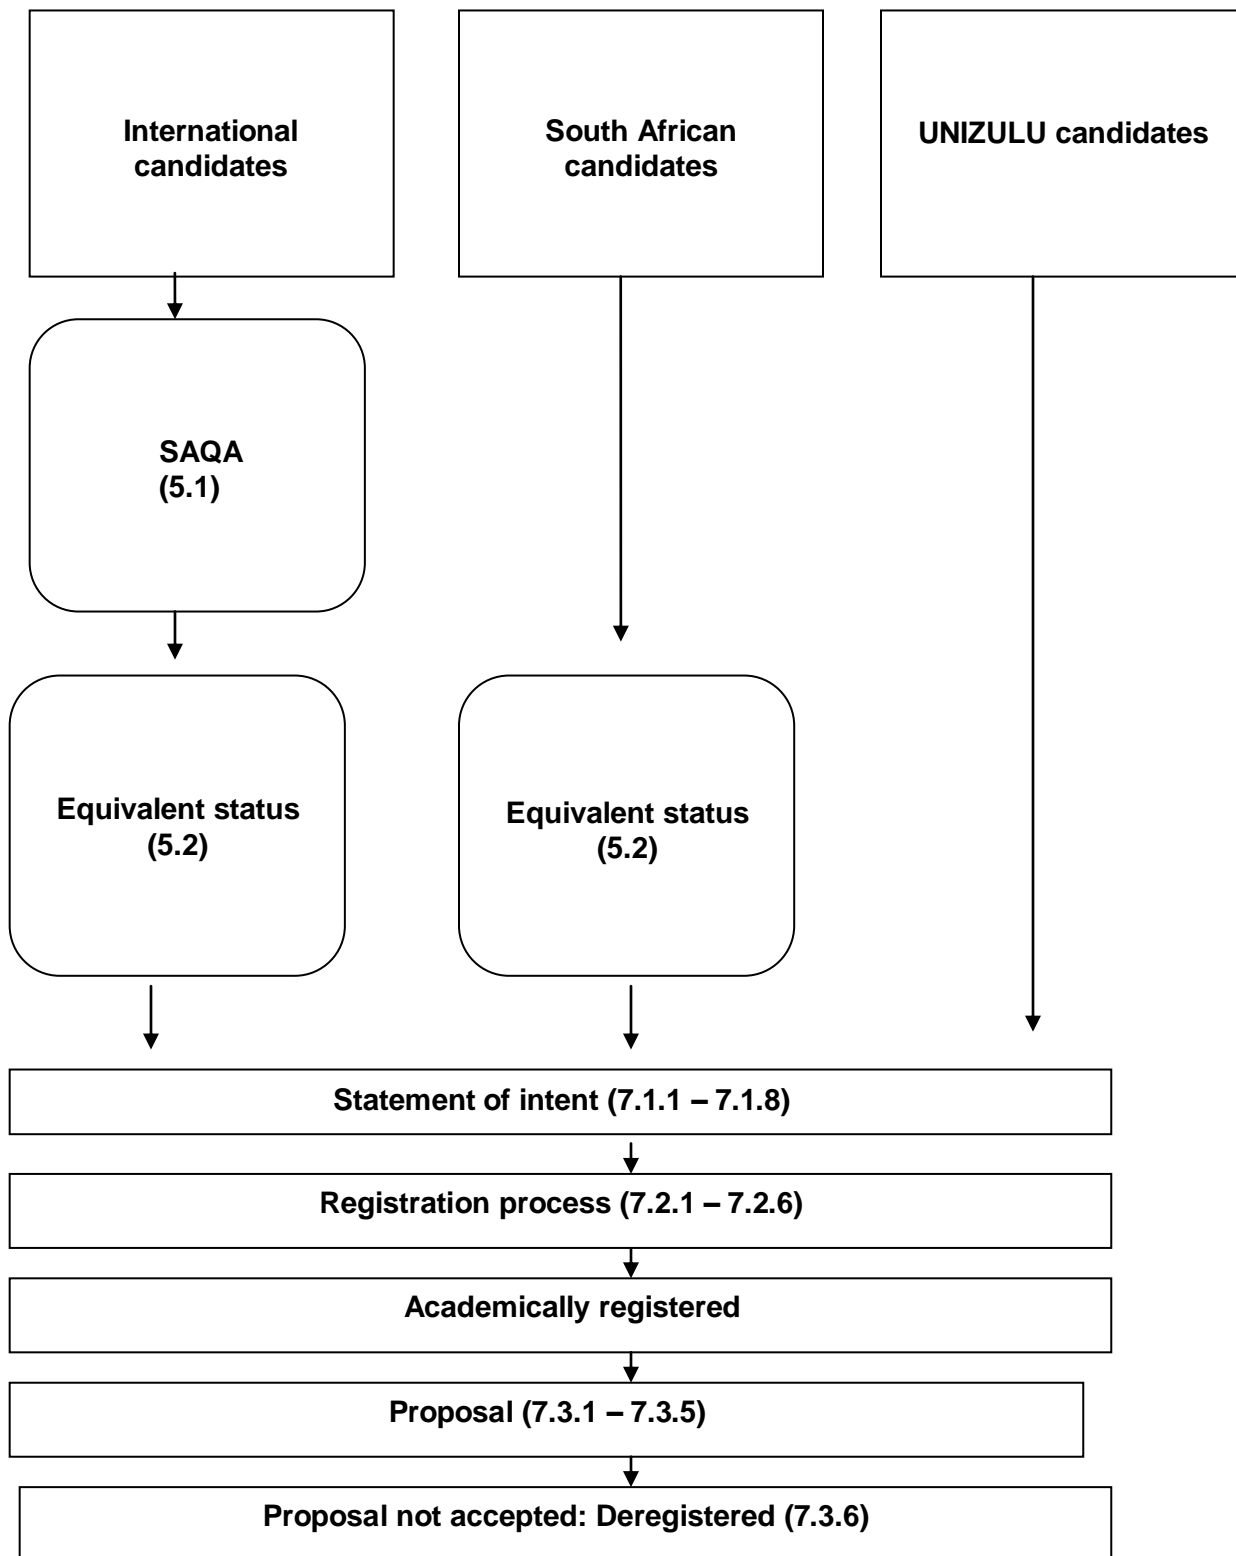 International
candidates
South African
candidates
UNIZULU candidates
SAQA
(5.1)
Equivalent status
(5.2)
Equivalent status
(5.2)
Statement of intent (7.1.1 – 7.1.8)
Registration process (7.2.1 – 7.2.6)
Academically registered
Proposal (7.3.1 – 7.3.5)
Proposal not accepted: Deregistered (7.3.6)